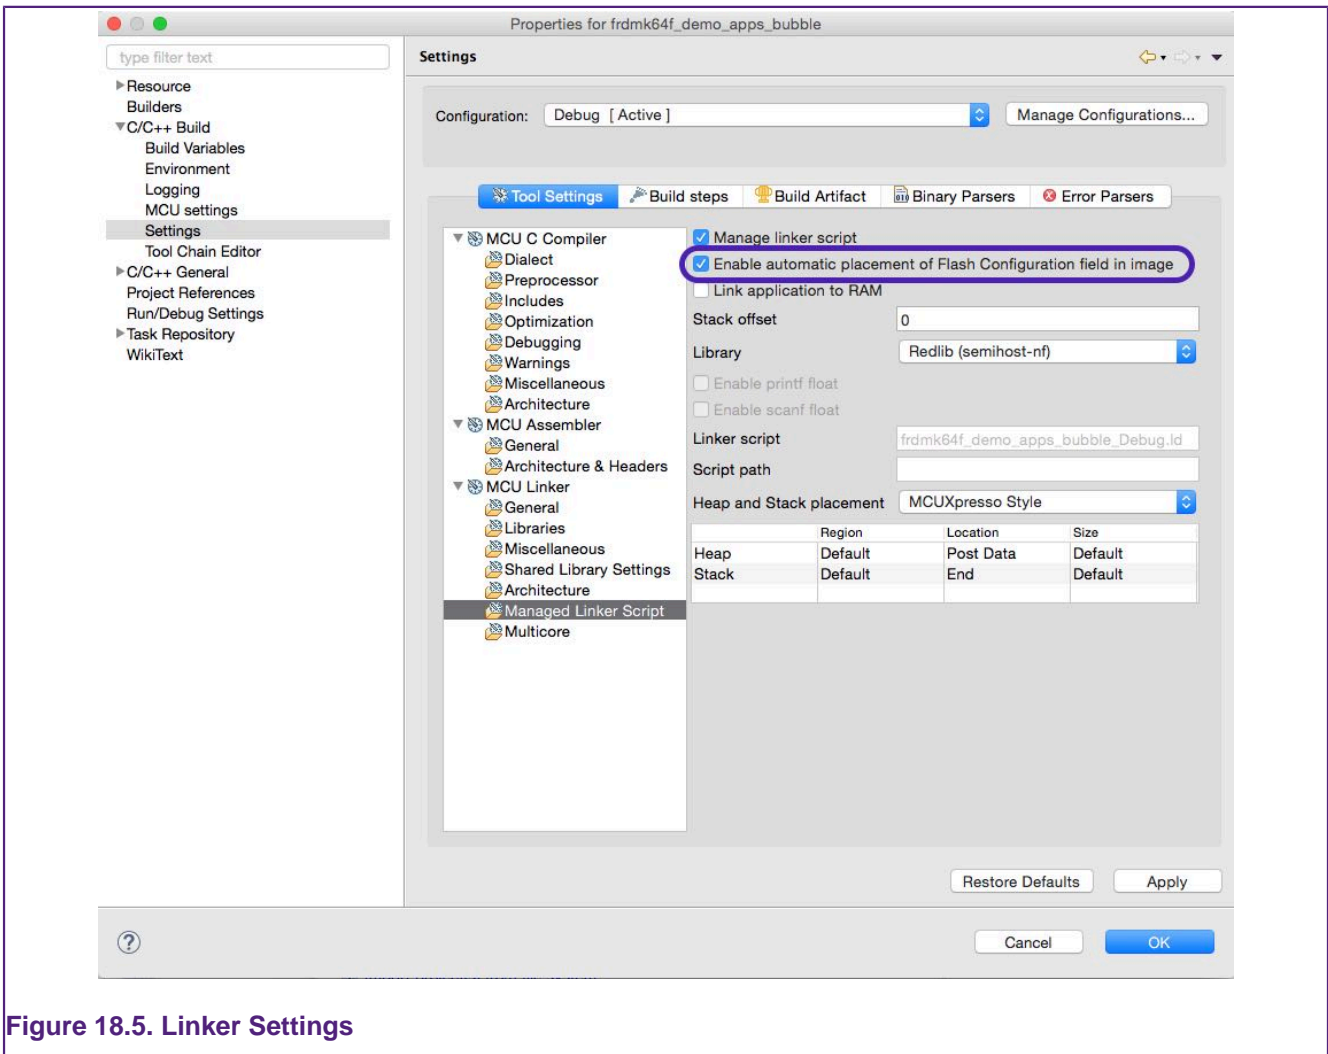 Properties for frdmk64f_demo_apps_bubble
type filter text
Resource
Builders
C/C++ Build
Build Variables
Environment
Logging
MCU settings
Settings
Tool Chain Editor
C/C++ General
Project References
Run/Debug Settings
Task Repository
WikiText
Settings
Configuration: Debug [ Active ] Manage Configurations...
Tool Settings Build steps Build Artifact Binary Parsers Error Parsers
MCU C Compiler
Dialect
Preprocessor
Includes
Optimization
Debugging
Warnings
Miscellaneous
Architecture
MCU Assembler
General
Architecture & Headers
MCU Linker
General
Libraries
Miscellaneous
Shared Library Settings
Architecture
Managed Linker Script
Multicore
Manage linker script
Enable automatic placement of Flash Configuration field in image
Link application to RAM
Stack offset 0
Library Redlib (semihost-nf)
Enable printf float
Enable scanf float
Linker script frdmk64f_demo_apps_bubble_Debug.ld
Script path
Heap and Stack placement MCUXpresso Style
Region Location Size
Heap Default Post Data Default
Stack Default End Default
Restore Defaults Apply
? Cancel OK
Figure 18.5. Linker Settings